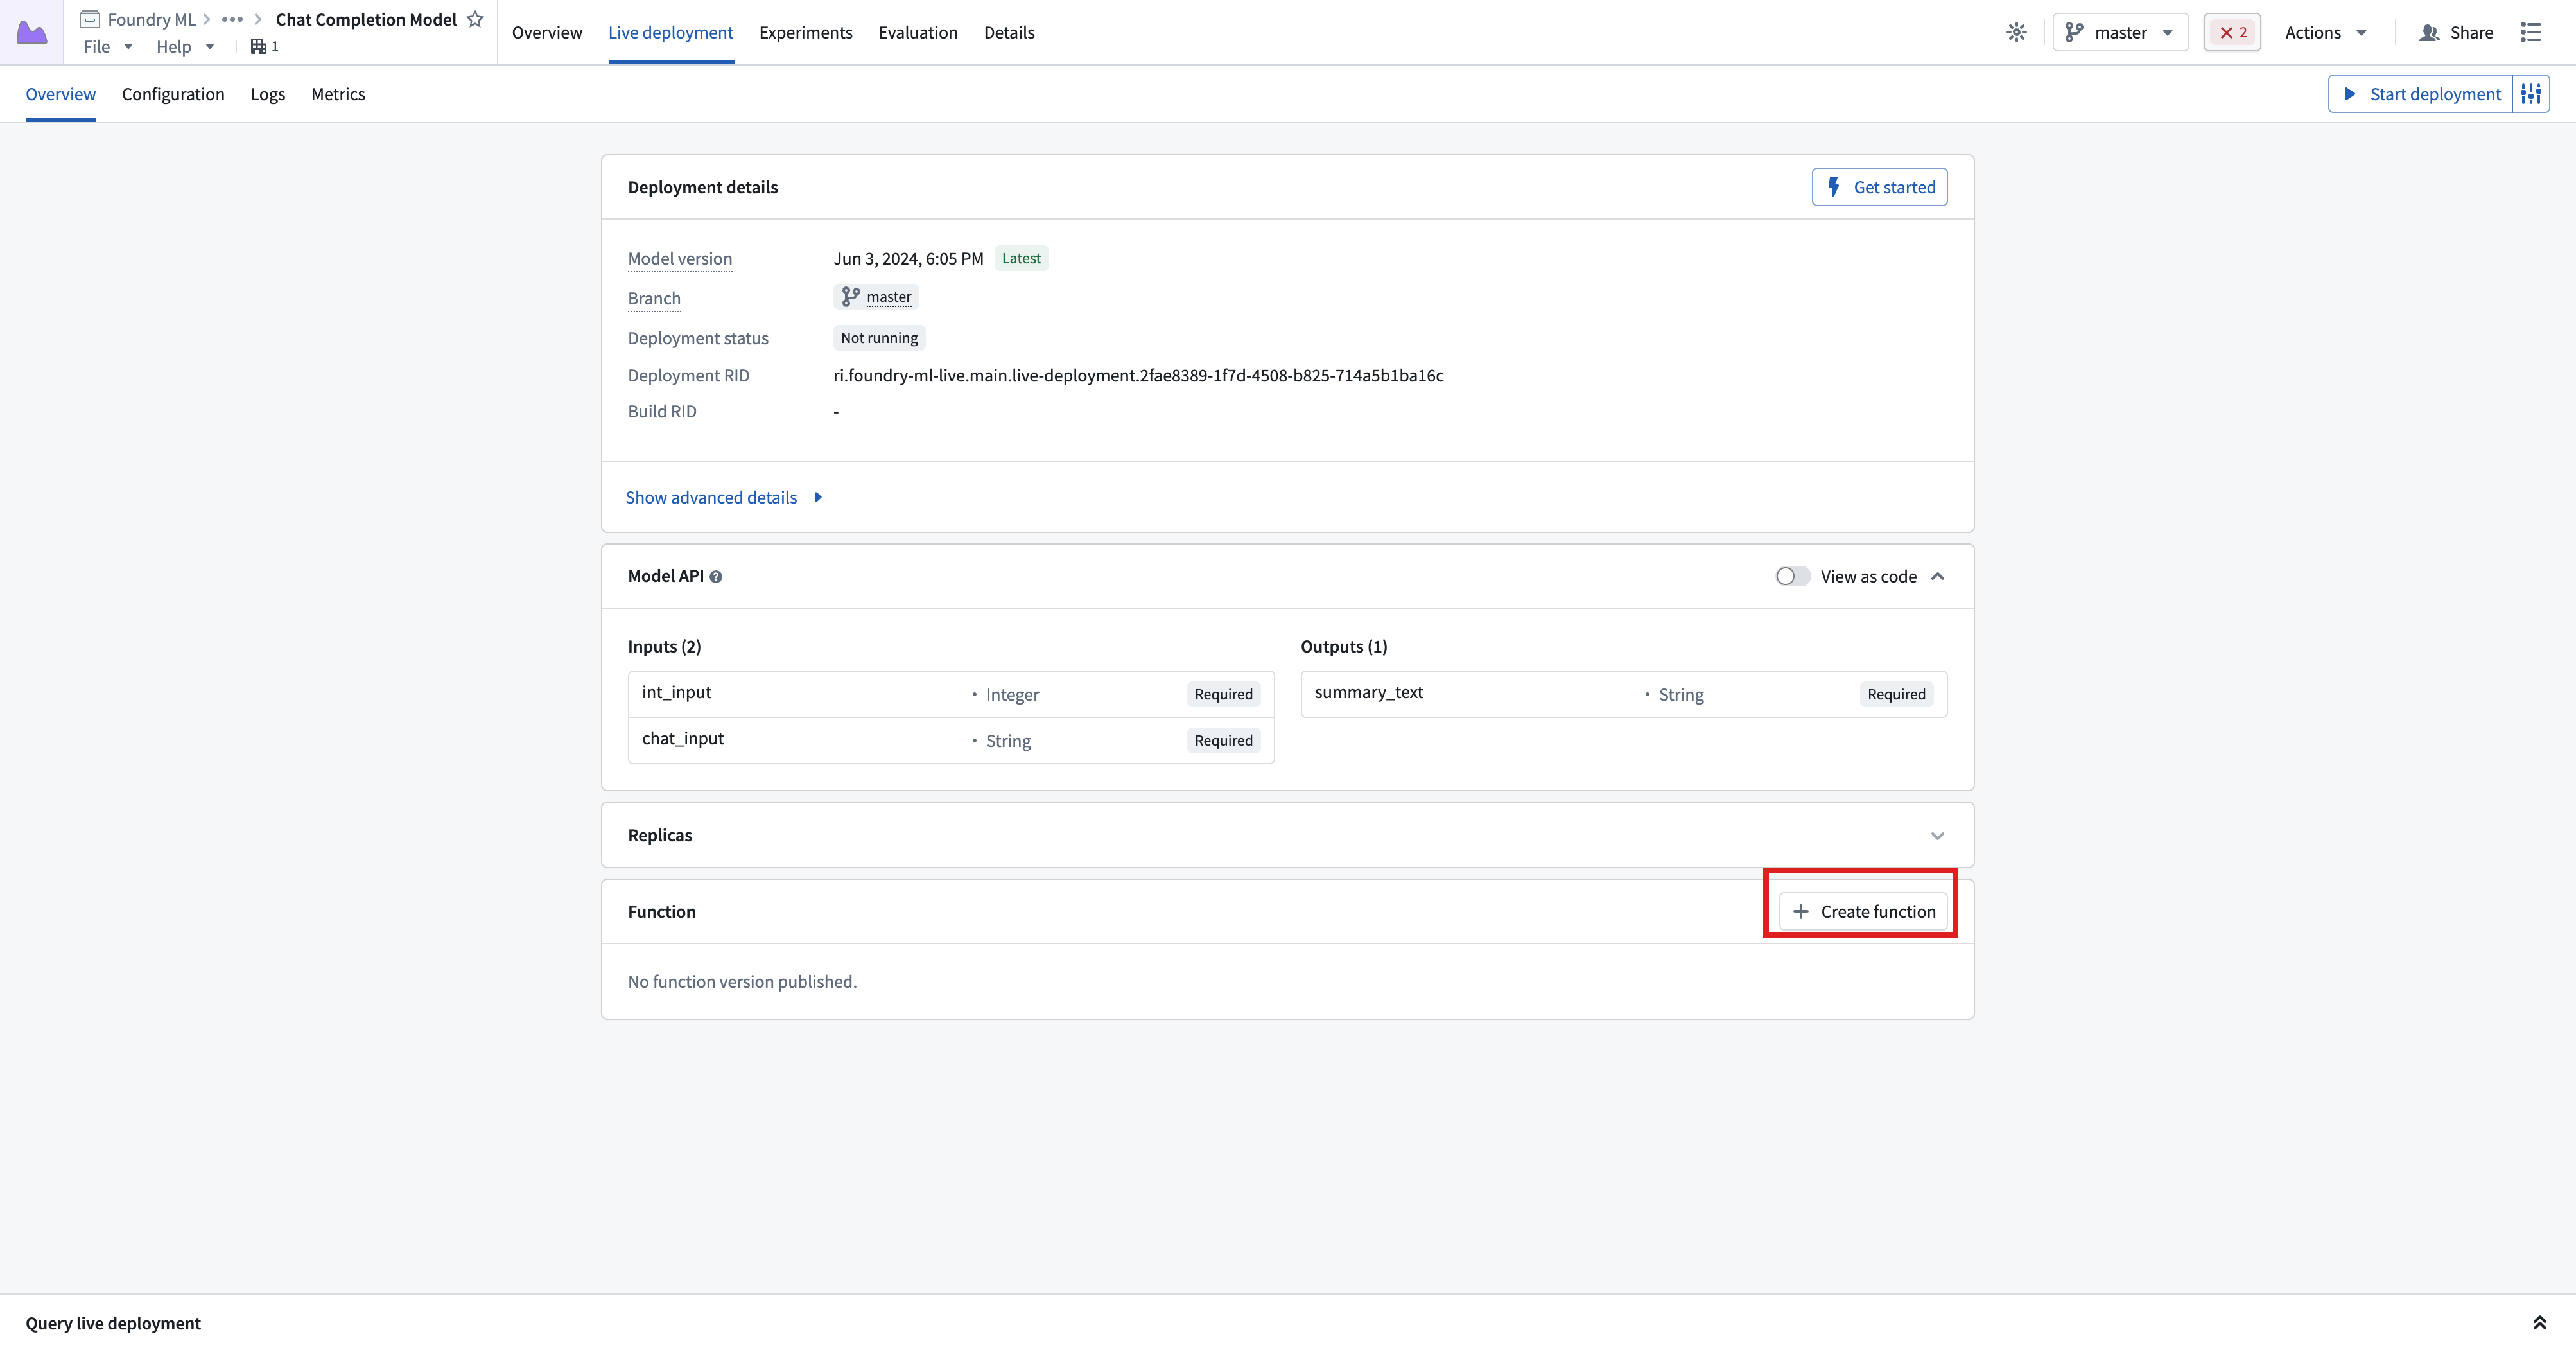 Foundry ML > ••• > Chat Completion Model
File Help 1
Overview Live deployment Experiments Evaluation Details
master 2 Actions Share
Overview Configuration Logs Metrics
Start deployment
Deployment details
Get started
Model version Jun 3, 2024, 6:05 PM Latest
Branch master
Deployment status Not running
Deployment RID ri.foundry-ml-live.main.live-deployment.2fae8389-1f7d-4508-b825-714a5b1ba16c
Build RID -
Show advanced details
Model API ?
View as code
Inputs (2)
int_input • Integer Required
chat_input • String Required
Outputs (1)
summary_text • String Required
Replicas
Function
+ Create function
No function version published.
Query live deployment